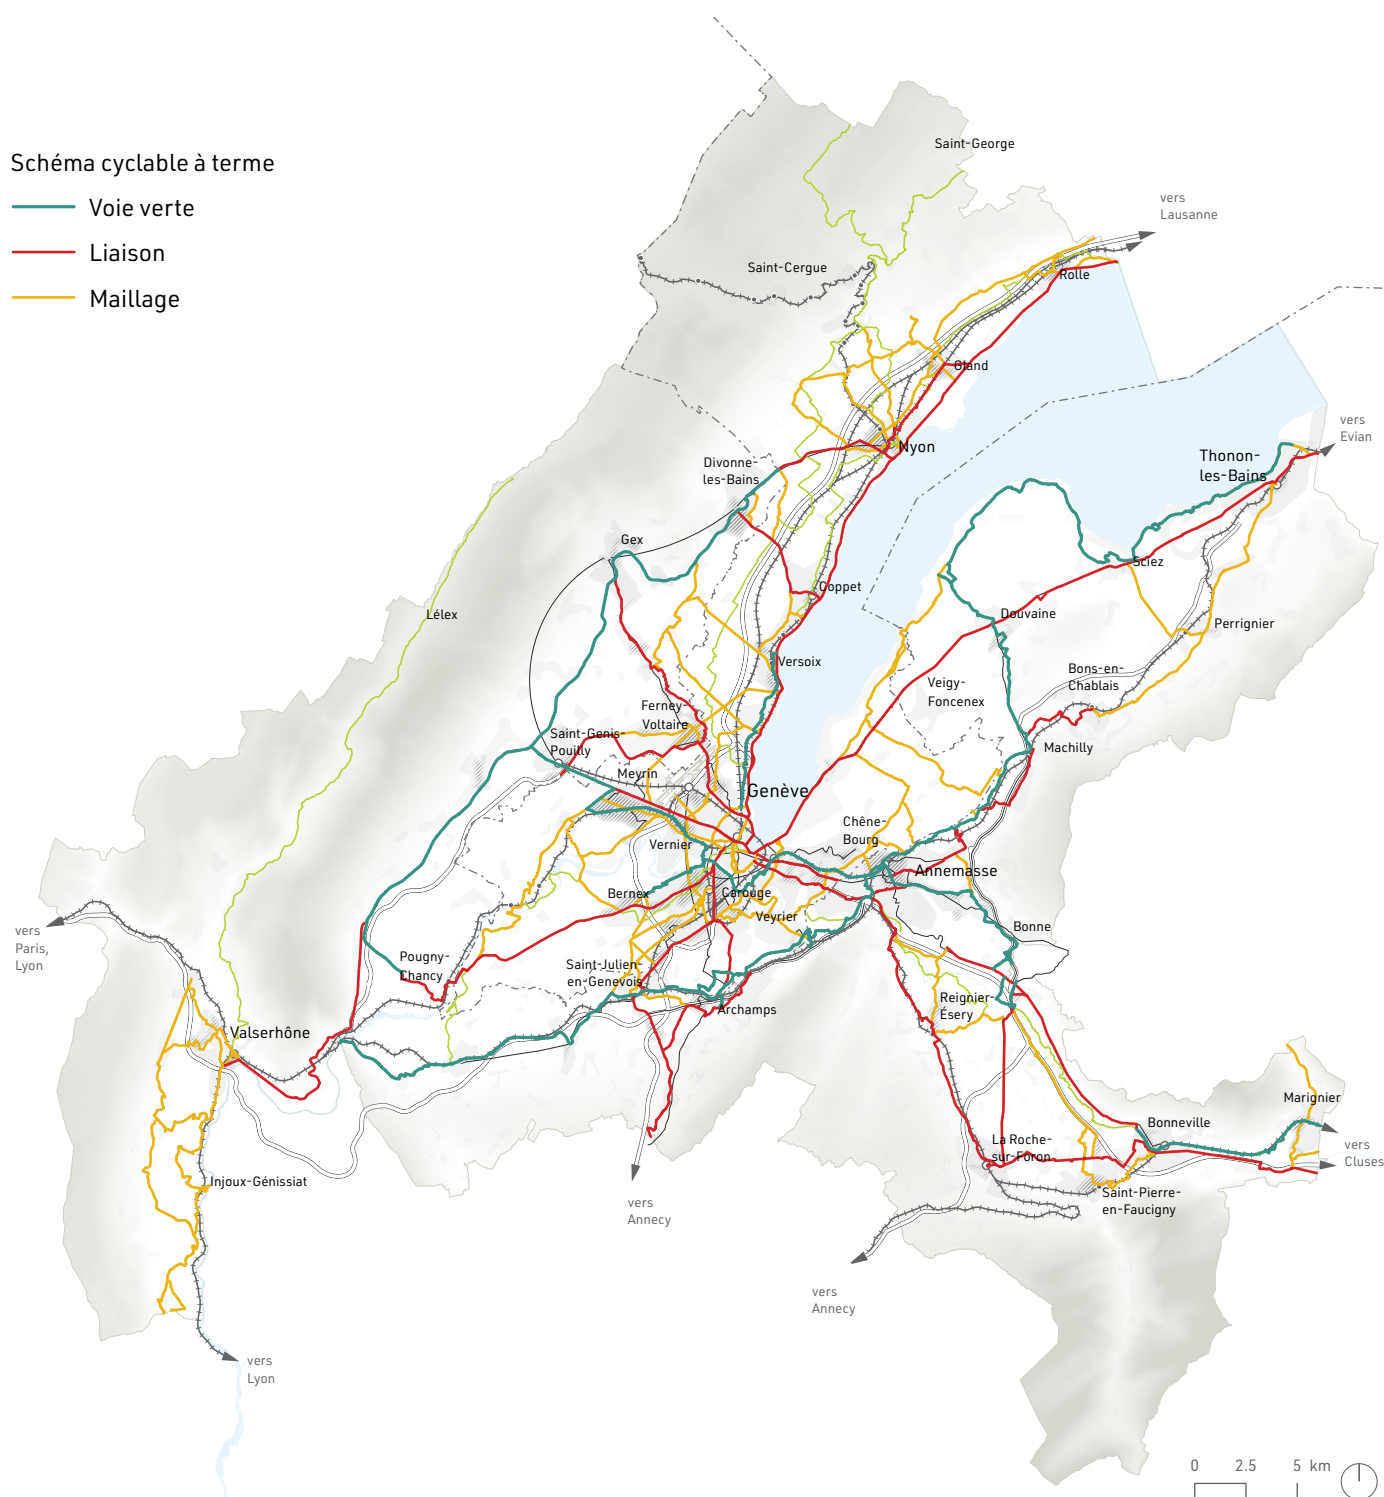 Schéma cyclable à terme
Voie verte
Liaison
Maillage
Saint-George
vers
Lausanne
Saint-Cergue
Rolle
Gland
vers
Evian
Nyon
Thonon-
les-Bains
Divonne-
les-Bains
Gex
Sciez
Coppet
Lélex
Douvaine
Perrignier
Versoix
Bons-en-
Chablais
Veigy-
Foncenex
Ferney-
Voltaire
Saint-Genis-
Pouilly
Machilly
Meyrin
Genève
Chêne-
Bourg
Vernier
Annemasse
Bernex
Carouge
Veyrier
Bonne
vers
Paris,
Lyon
Pougny-
Chancy
Saint-Julien-
en-Genevois
Reignier-
Ésery
Archamps
Valserhône
Marignier
Bonneville
La Roche-
sur-Foron
vers
Cluses
Injoux-Génissiat
Saint-Pierre-
en-Faucigny
vers
Annecy
vers
Annecy
vers
Lyon
0 2.5 5 km